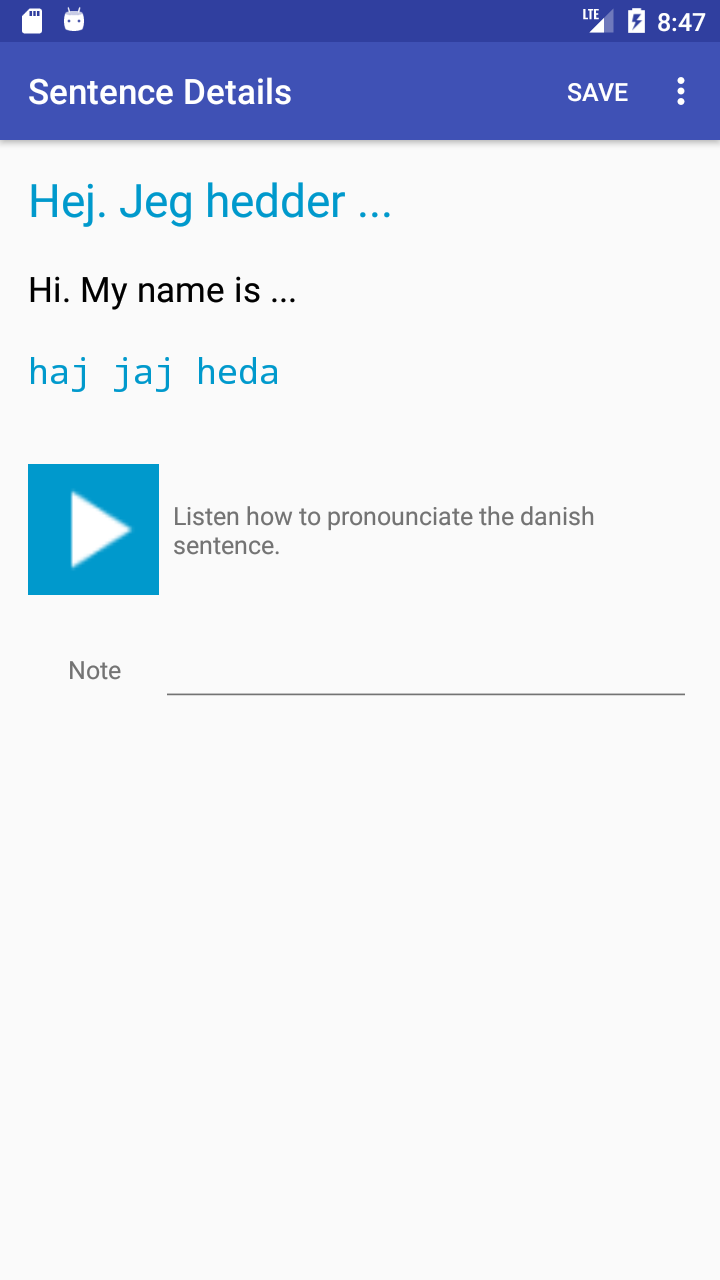 LTE 8:47
Sentence Details SAVE
Hej. Jeg hedder ...
Hi. My name is ...
haj jaj heda
Listen how to pronounciate the danish
sentence.
Note